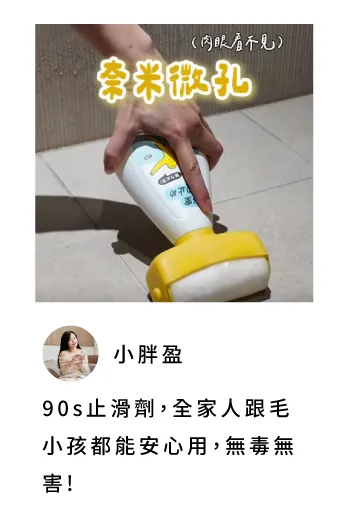 (肉眼看不見)
奈米微孔
小胖盈
90s止滑劑,全家人跟毛
小孩都能安心用,無毒無
害!